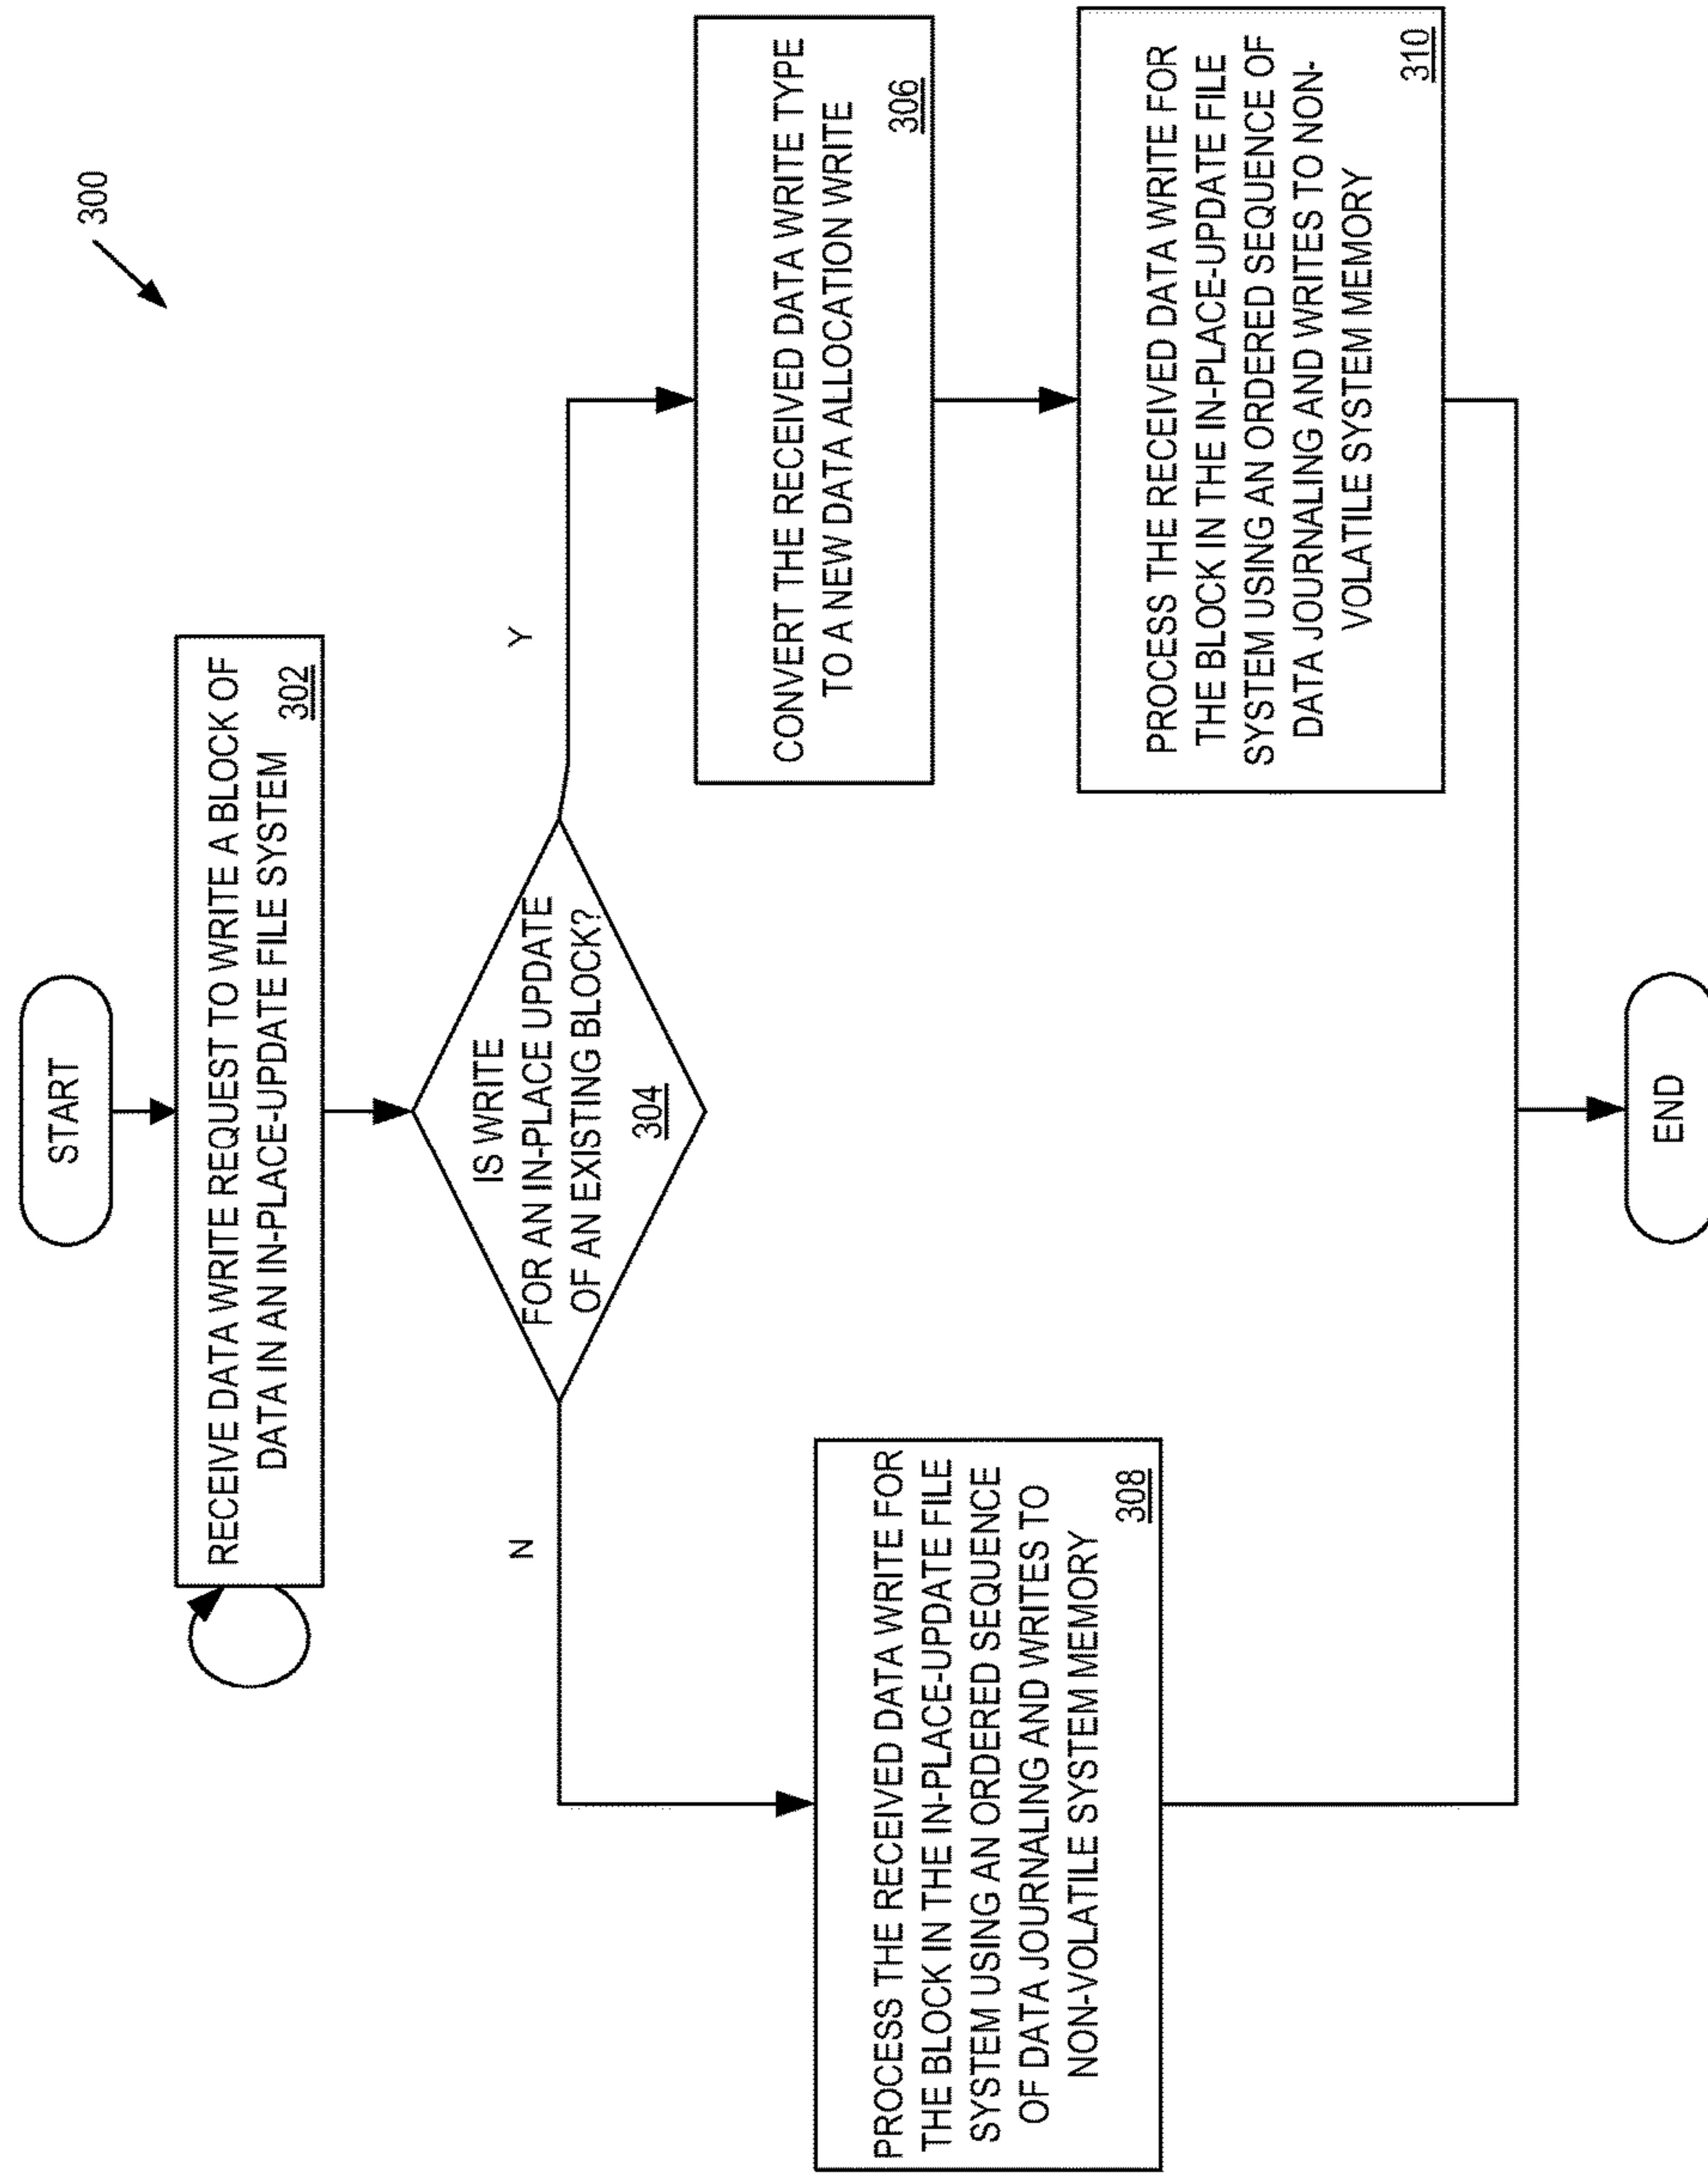 300
START
RECEIVE DATA WRITE REQUEST TO WRITE A BLOCK OF
DATA IN AN IN-PLACE-UPDATE FILE SYSTEM
302
IS WRITE
FOR AN IN-PLACE UPDATE
OF AN EXISTING BLOCK?
304
N
Y
CONVERT THE RECEIVED DATA WRITE TYPE
TO A NEW DATA ALLOCATION WRITE
306
PROCESS THE RECEIVED DATA WRITE FOR
THE BLOCK IN THE IN-PLACE-UPDATE FILE
SYSTEM USING AN ORDERED SEQUENCE
OF DATA JOURNALING AND WRITES TO
NON-VOLATILE SYSTEM MEMORY
308
PROCESS THE RECEIVED DATA WRITE FOR
THE BLOCK IN THE IN-PLACE-UPDATE FILE
SYSTEM USING AN ORDERED SEQUENCE OF
DATA JOURNALING AND WRITES TO NON-
VOLATILE SYSTEM MEMORY
310
END